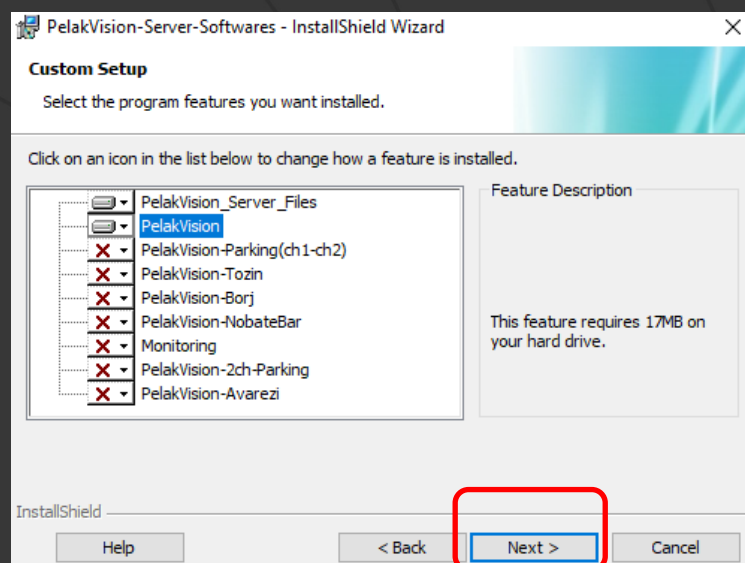 PelakVision-Server-Softwares - InstallShield Wizard
Custom Setup
Select the program features you want installed.
Click on an icon in the list below to change how a feature is installed.
PelakVision_Server_Files
PelakVision
PelakVision-Parking(ch1-ch2)
PelakVision-Tozin
PelakVision-Borj
PelakVision-NobateBar
Monitoring
PelakVision-2ch-Parking
PelakVision-Avarezi
Feature Description
This feature requires 17MB on
your hard drive.
InstallShield
Help
< Back
Next >
Cancel